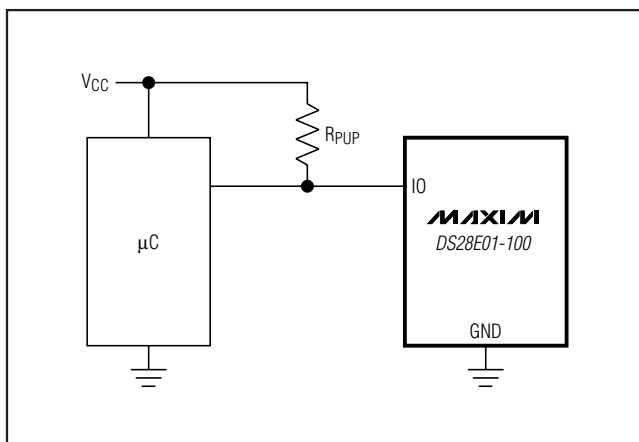 VCC
RPUP
IO
μC
MAXIM
DS28E01-100
GND